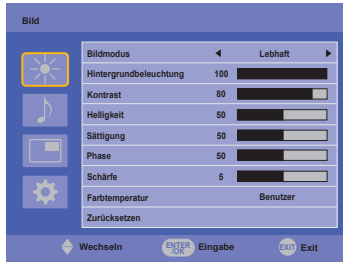 Bild
Bildmodus Lebhaft
Hintergrundbeleuchtung 100
Kontrast 80
Helligkeit 50
Sättigung 50
Phase 50
Schärfe 5
Farbtemperatur Benutzer
Zurücksetzen
Wechseln ENTER /OK Eingabe EXIT Exit